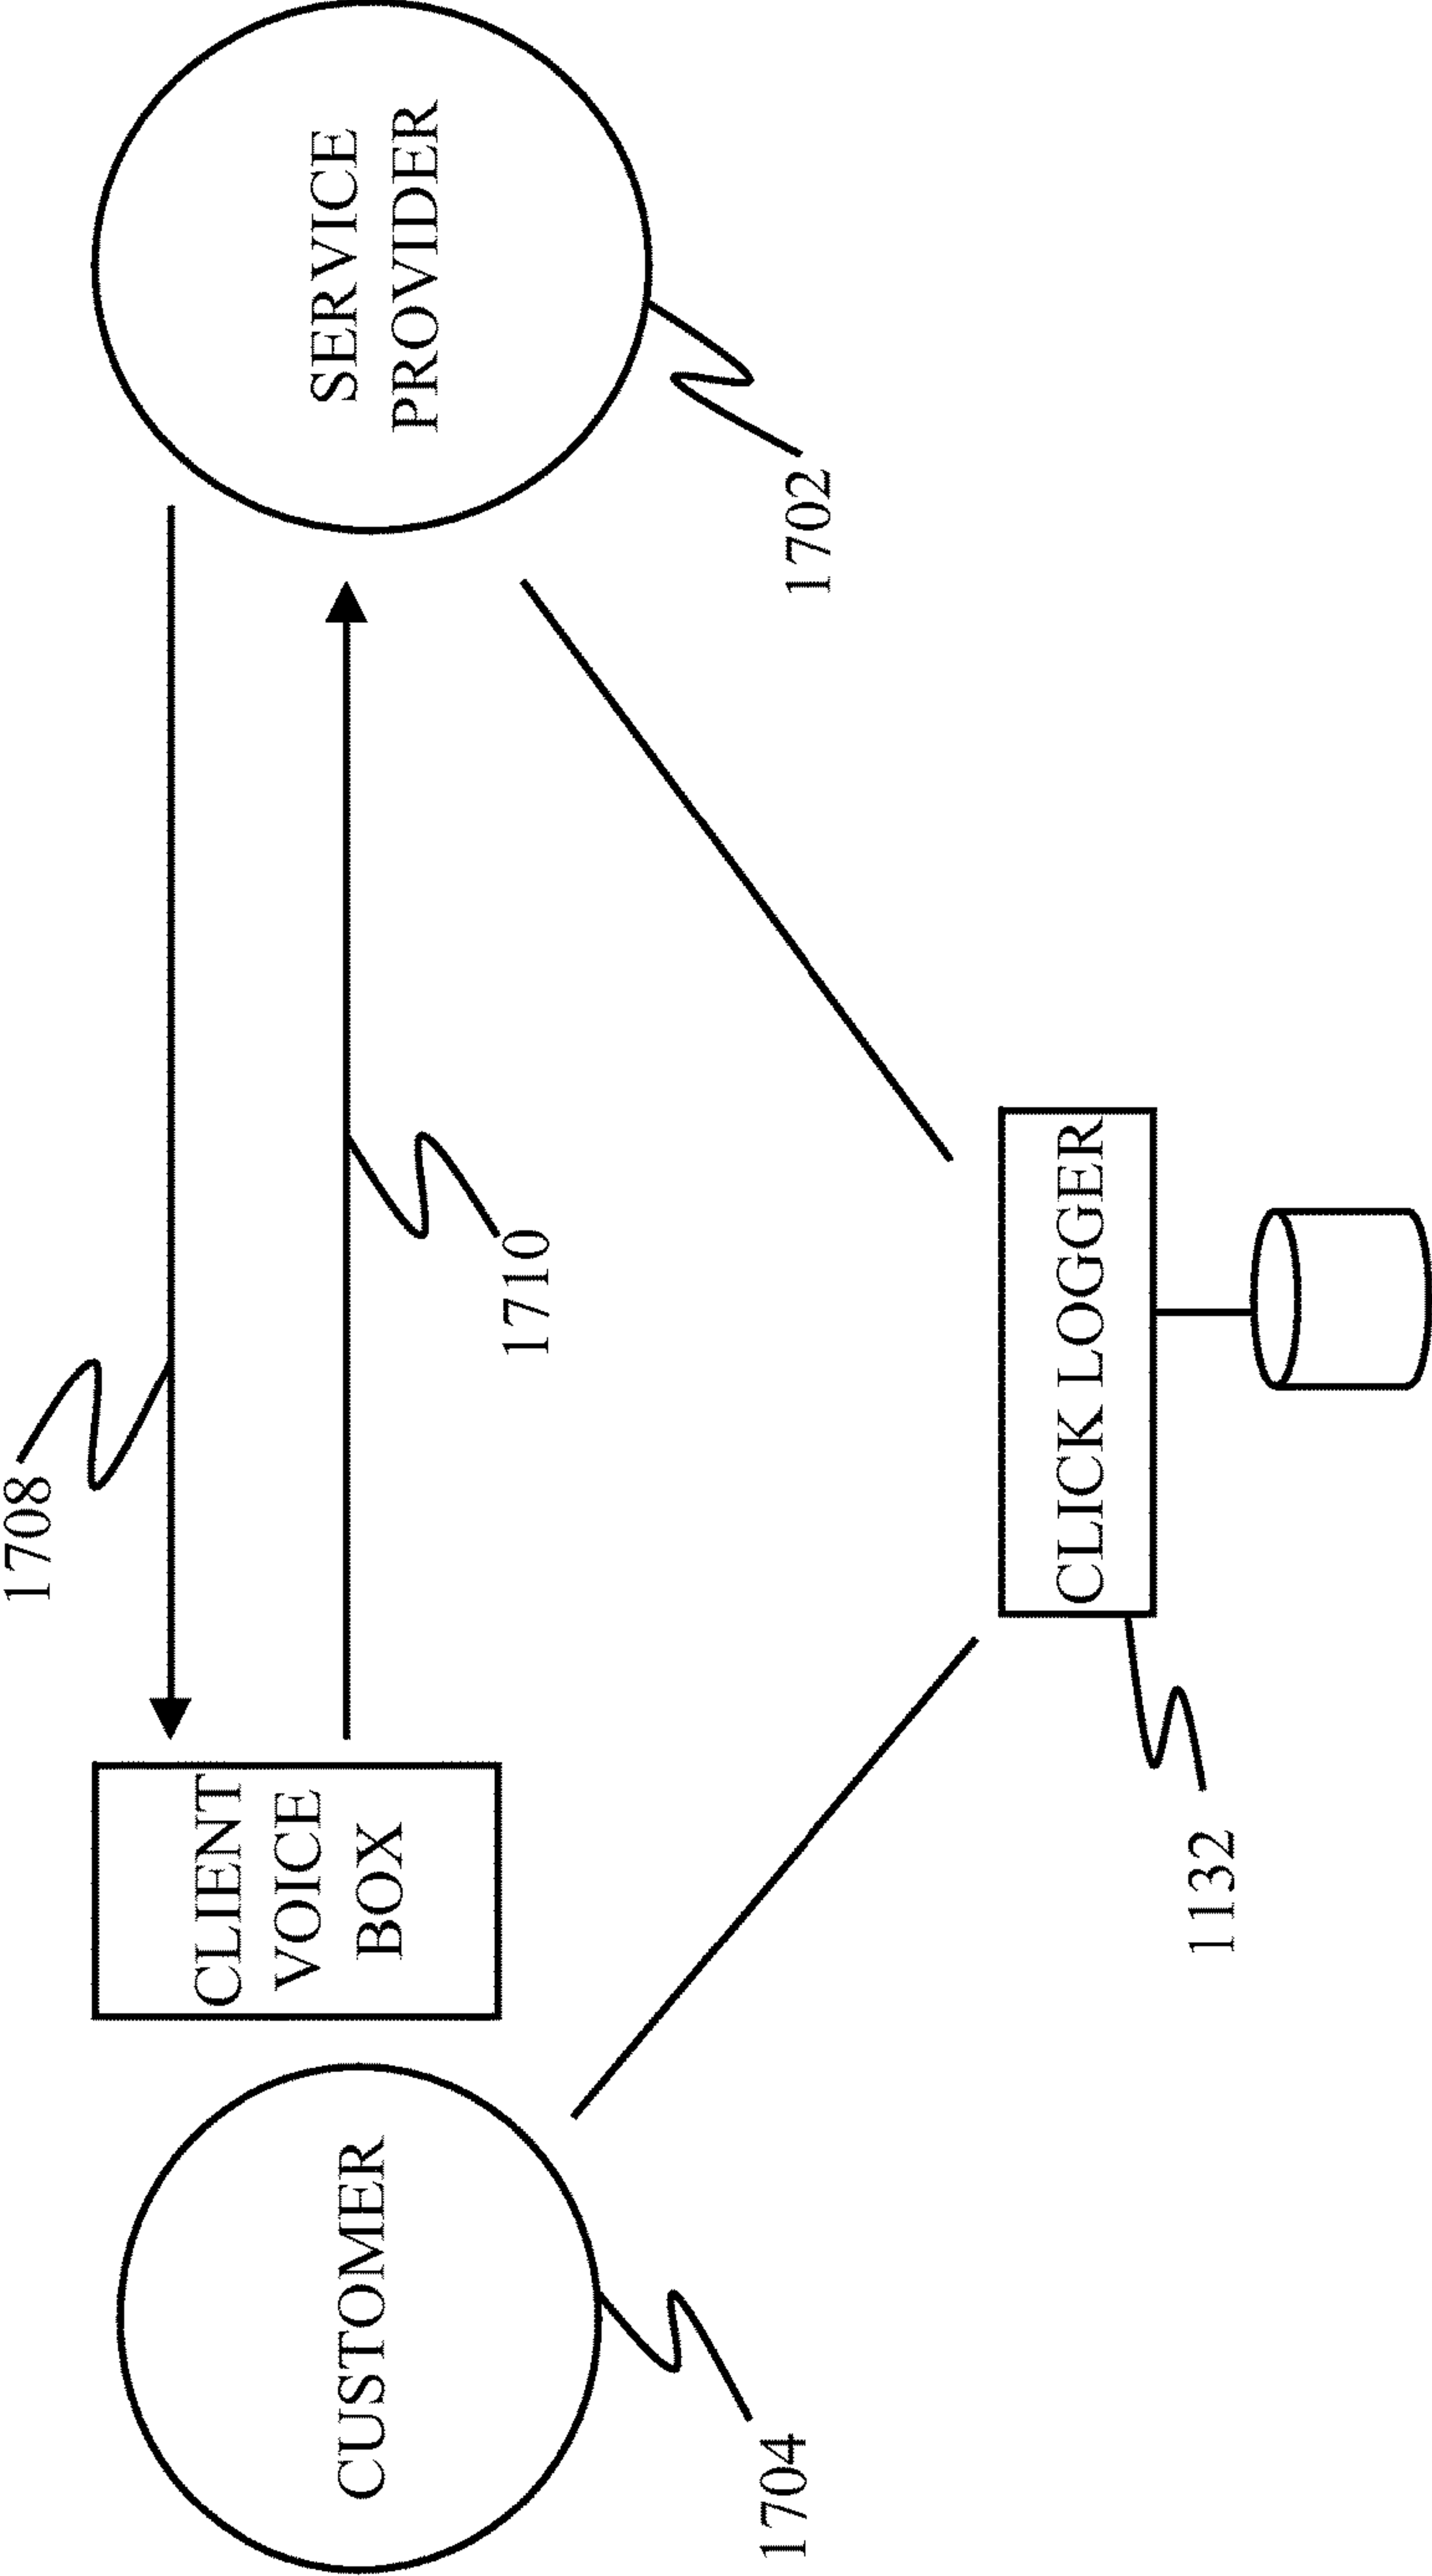 1708
CUSTOMER
CLIENT
VOICE
BOX
SERVICE
PROVIDER
1710
1704
1702
CLICK LOGGER
1132